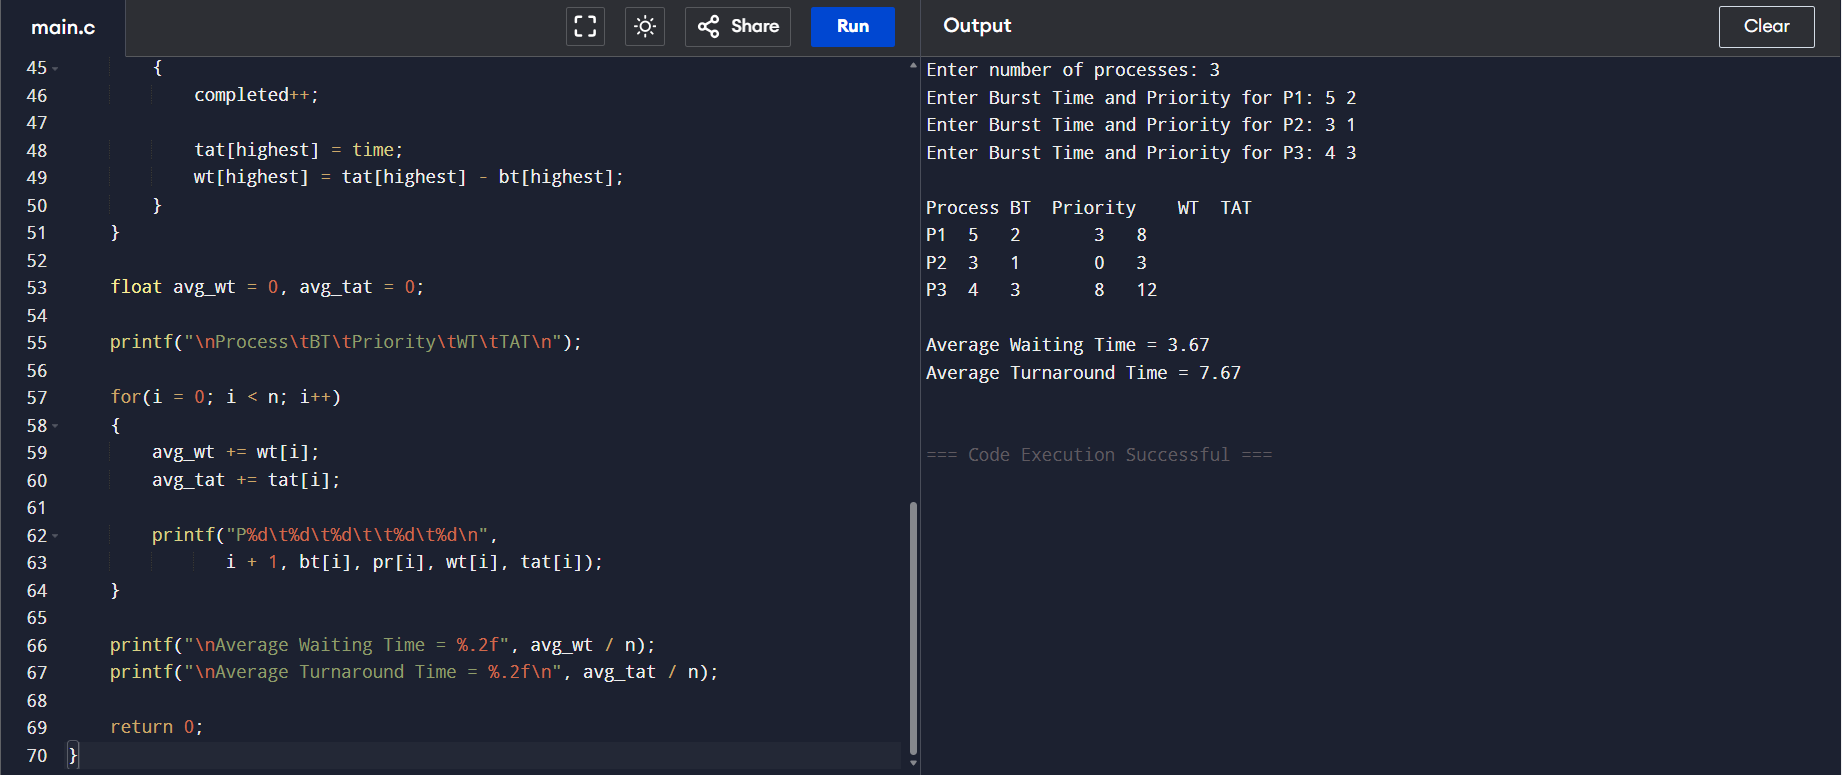 main.c
Share
Run
45 {
46 completed++;
47
48 tat[highest] = time;
49 wt[highest] = tat[highest] - bt[highest];
50 }
51 }
52
53 float avg_wt = 0, avg_tat = 0;
54
55 printf("\nProcess\tBT\tPriority\tWT\tTAT\n");
56
57 for(i = 0; i < n; i++)
58 {
59 avg_wt += wt[i];
60 avg_tat += tat[i];
61
62 printf("P%d\t%d\t%d\t\t%d\t%d\n",
63 i + 1, bt[i], pr[i], wt[i], tat[i]);
64 }
65
66 printf("\nAverage Waiting Time = %.2f", avg_wt / n);
67 printf("\nAverage Turnaround Time = %.2f\n", avg_tat / n);
68
69 return 0;
70 }
Output
Clear
Enter number of processes: 3
Enter Burst Time and Priority for P1: 5 2
Enter Burst Time and Priority for P2: 3 1
Enter Burst Time and Priority for P3: 4 3
Process BT Priority WT TAT
P1 5 2 3 8
P2 3 1 0 3
P3 4 3 8 12
Average Waiting Time = 3.67
Average Turnaround Time = 7.67
=== Code Execution Successful ===